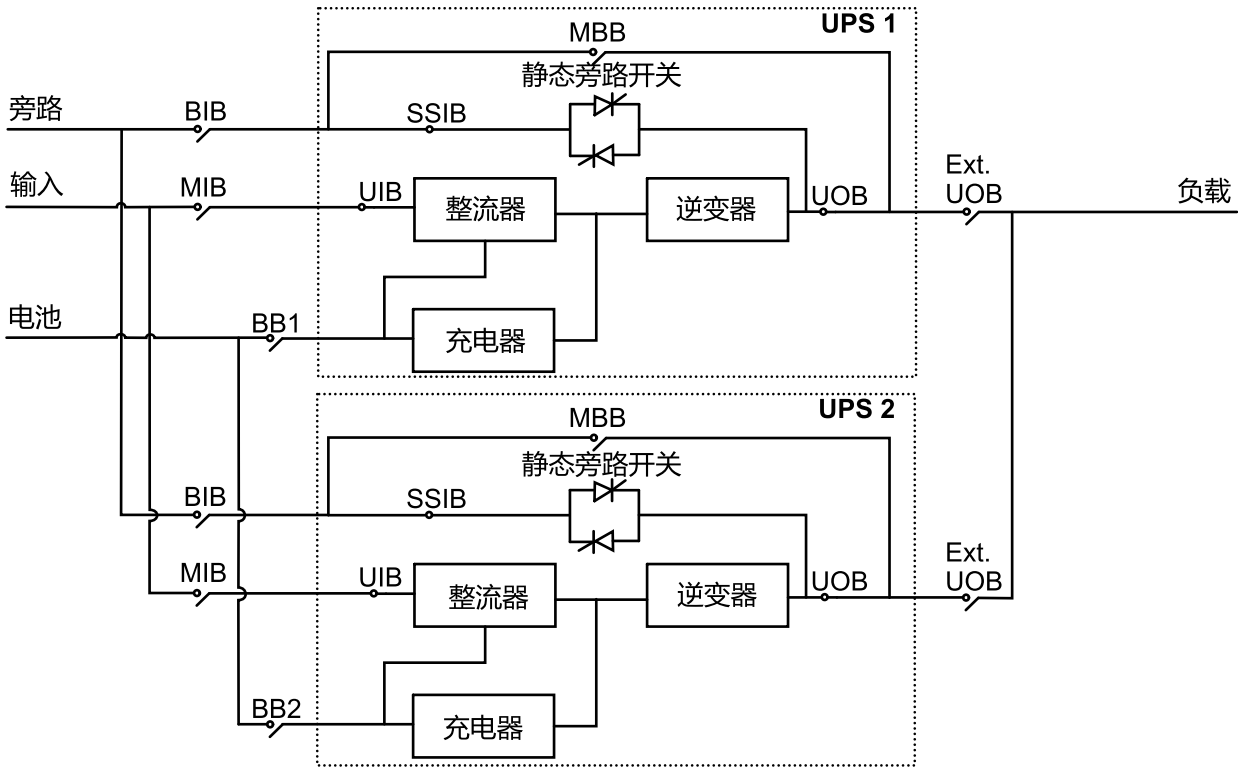 UPS 1
MBB
静态旁路开关
旁路
BIB
SSIB
输入
MIB
UIB
整流器
逆变器
UOB
Ext.
UOB
负载
电池
BB1
充电器
UPS 2
MBB
静态旁路开关
BIB
SSIB
MIB
UIB
整流器
逆变器
UOB
Ext.
UOB
BB2
充电器